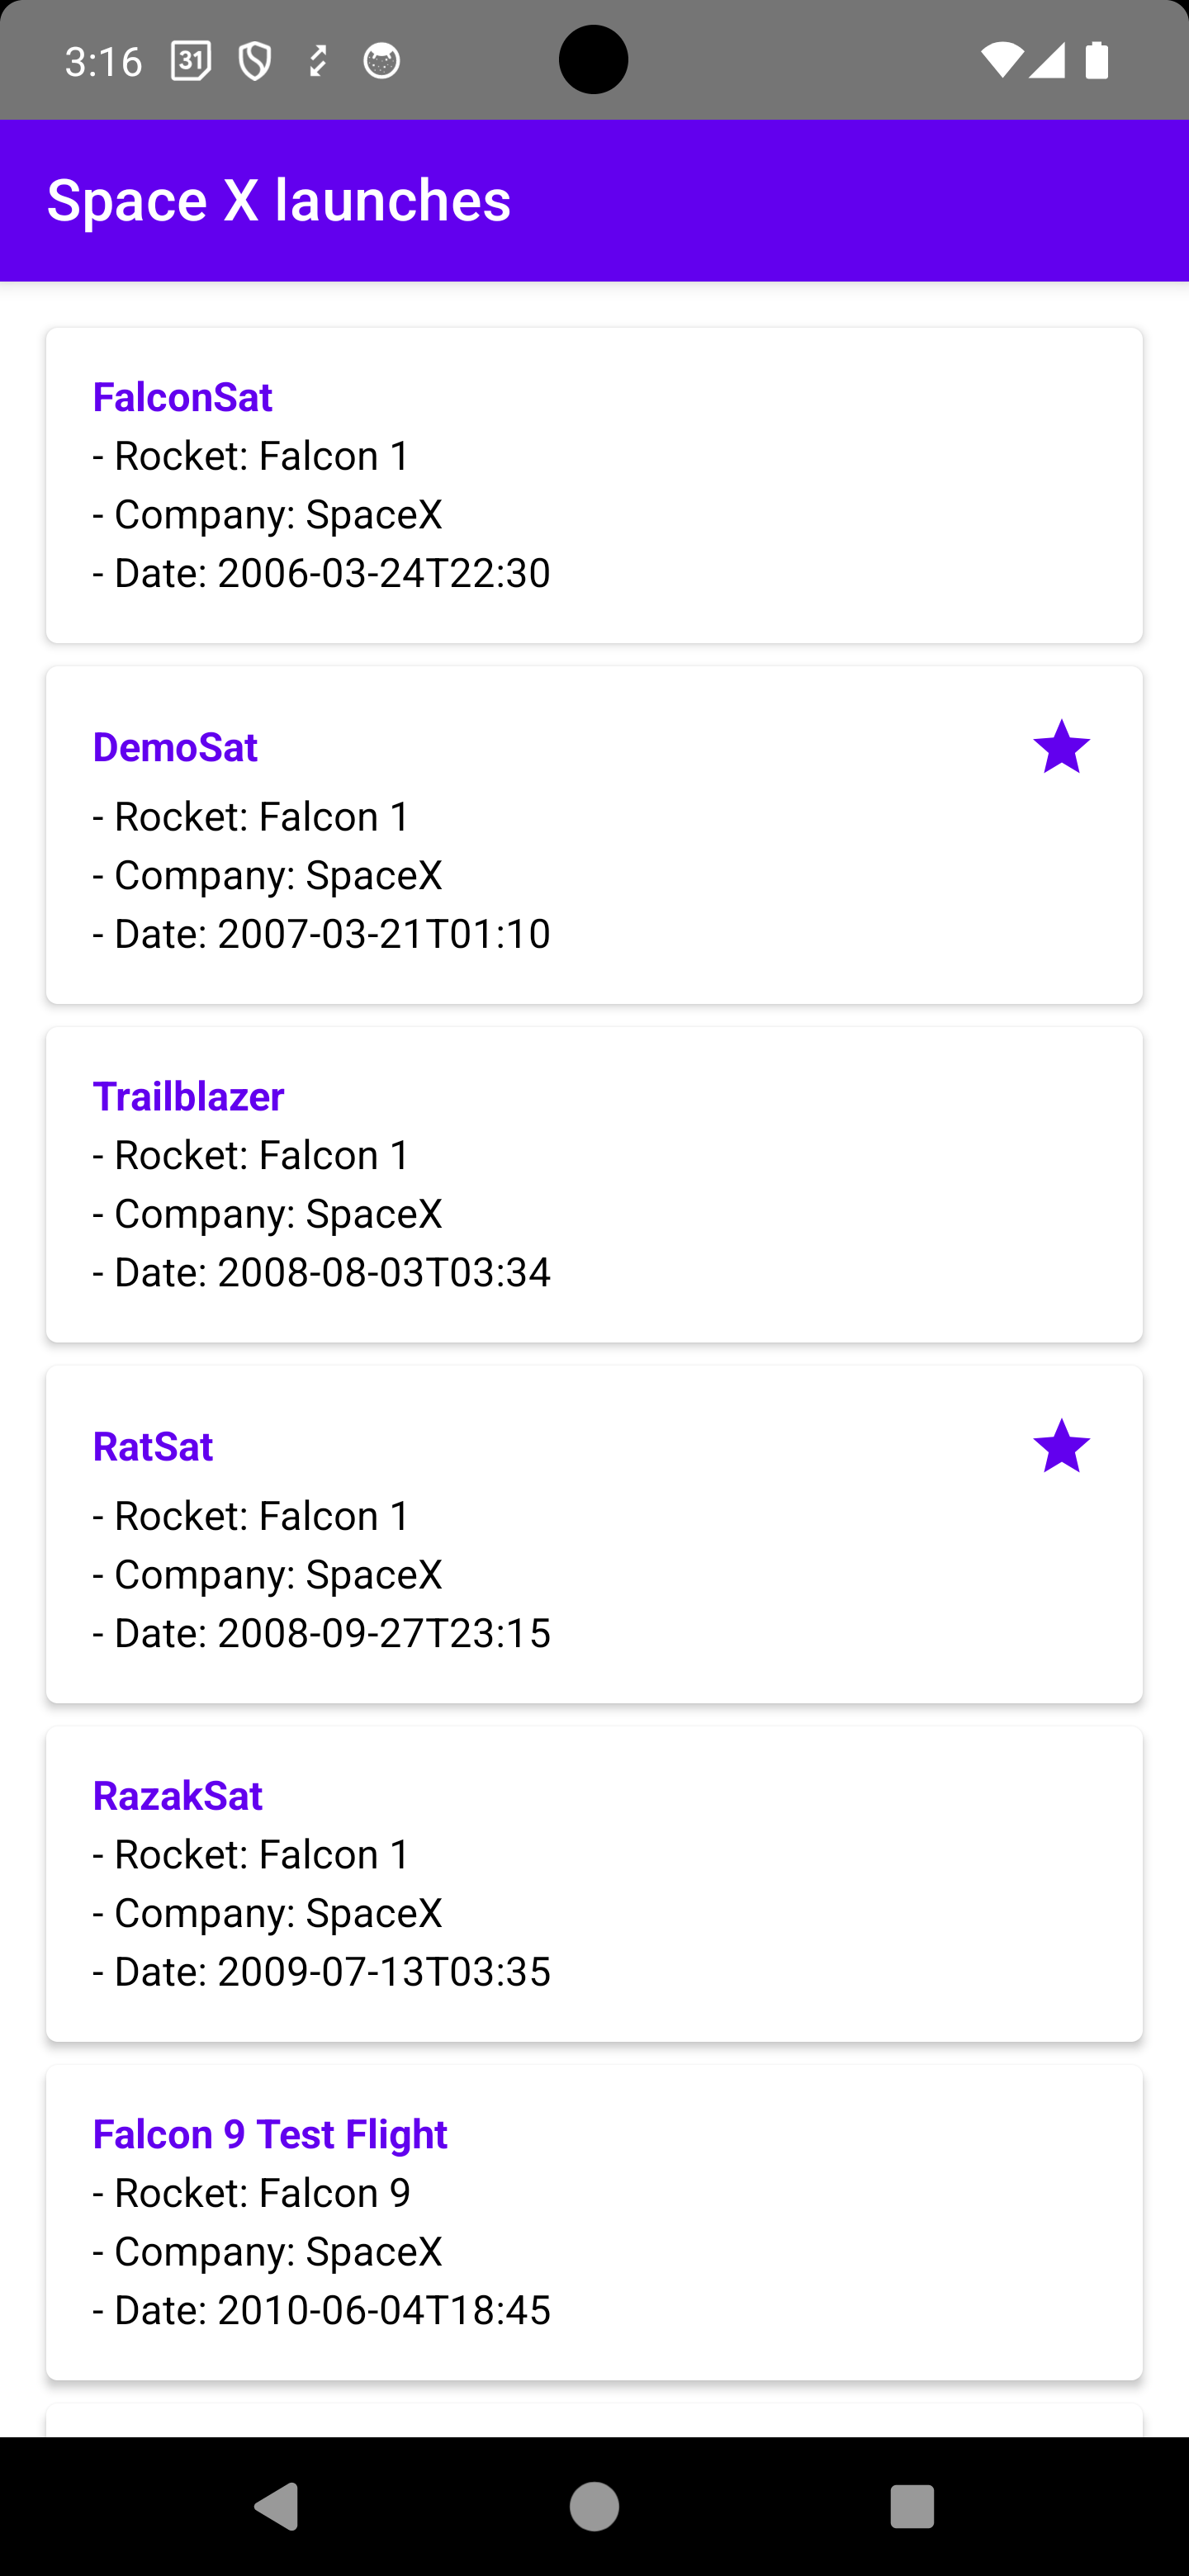 3:16 31
Space X launches
FalconSat
- Rocket: Falcon 1
- Company: SpaceX
- Date: 2006-03-24T22:30
DemoSat
- Rocket: Falcon 1
- Company: SpaceX
- Date: 2007-03-21T01:10
Trailblazer
- Rocket: Falcon 1
- Company: SpaceX
- Date: 2008-08-03T03:34
RatSat
- Rocket: Falcon 1
- Company: SpaceX
- Date: 2008-09-27T23:15
RazakSat
- Rocket: Falcon 1
- Company: SpaceX
- Date: 2009-07-13T03:35
Falcon 9 Test Flight
- Rocket: Falcon 9
- Company: SpaceX
- Date: 2010-06-04T18:45